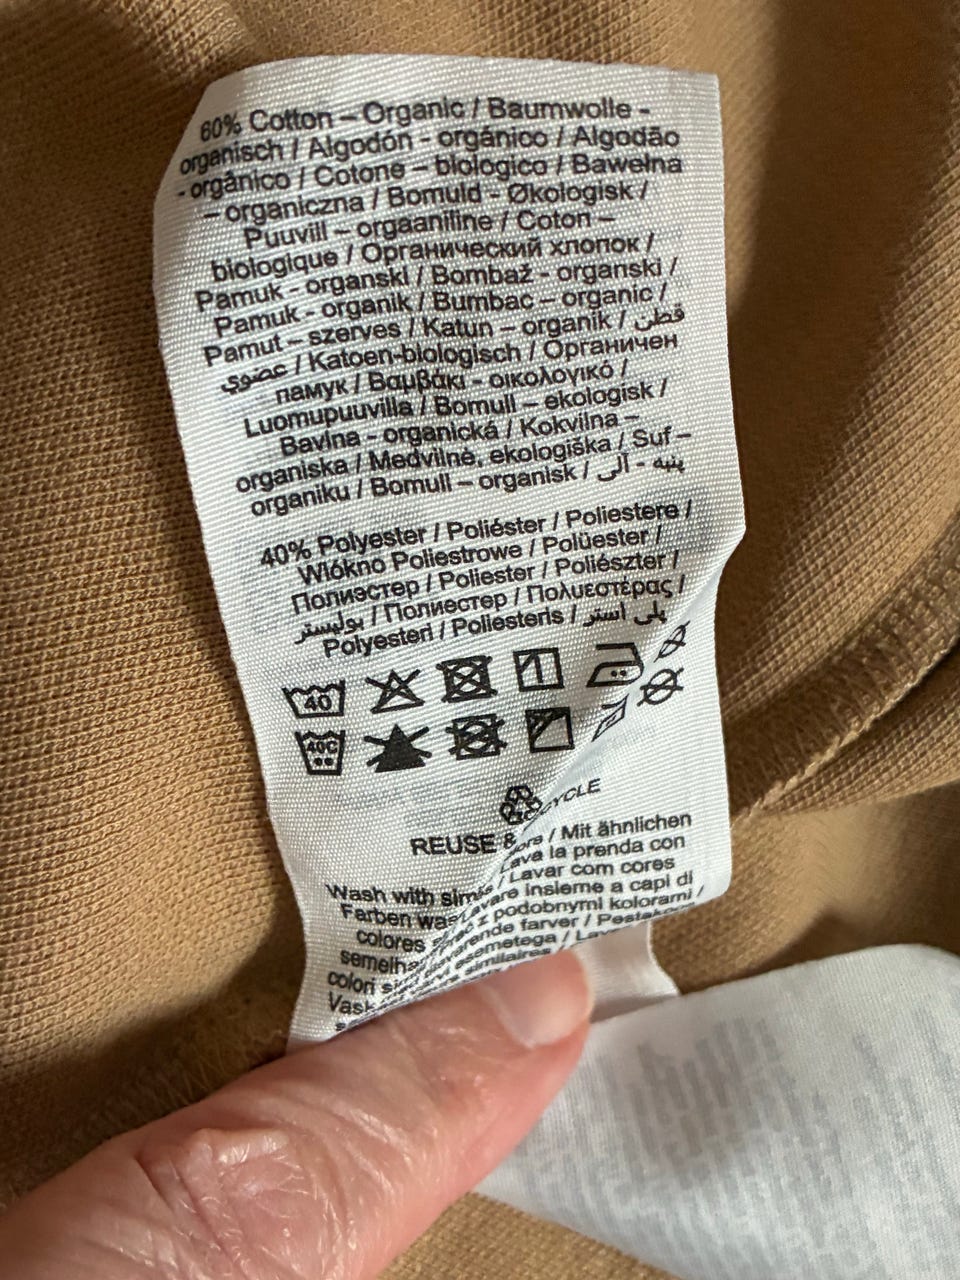 60% Cotton – Organic / Baumwolle -
organisch / Algodón - orgánico / Algodão
- orgânico / Cotone – biologico / Bawełna
– organiczna / Bomuld - Økologisk /
Puuvill – orgaaniline / Coton –
biologique / Органический хлопок /
Pamuk - organski / Bombaž - organski /
Pamuk - organik / Bumbac – organic /
Pamut – szerves / Katun – organik / قطن
عضوي / Katoen-biologisch / Органичен
памук / Βαμβάκι - οικολογικό /
Luomupuuvilla / Bomull – ekologisk /
Bavlna - organická / Kokvilna –
organiska / Medvilnė, ekologiška / Suf –
organiku / Bomull – organisk / پنبه - آلی
40% Polyester / Poliéster / Poliestere /
Włókno Poliestrowe / Polüester /
Полиэстер / Poliester / Poliészter /
بوليستر / Полиестер / Πολυεστέρας /
Polyesteri / Poliesteris / پلی استر
40
40C
REUSE &
Wash with / Mit ähnlichen
Farben / Lava la prenda con
colores / Lavar com cores
insieme a capi di
colori z podobnymi kolorami /
farver /
similaires